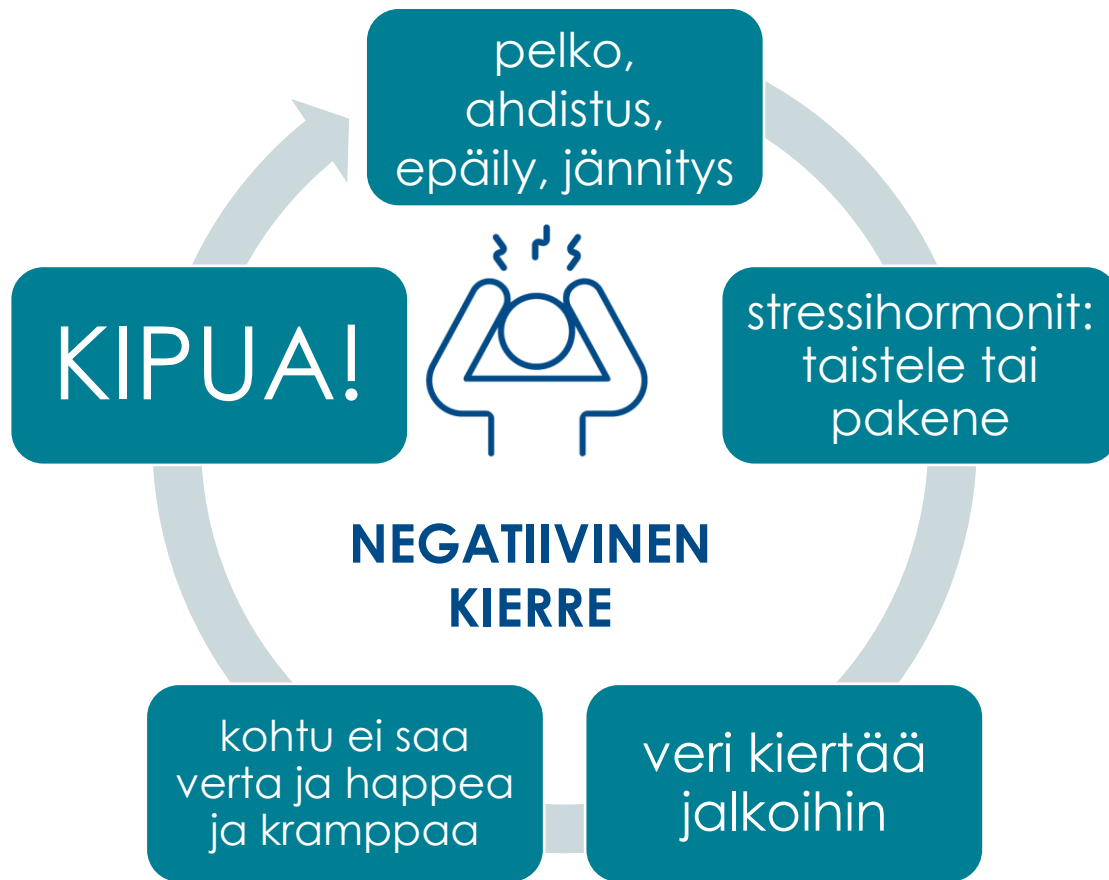 pelko,
ahdistus,
epäily, jännitys
stressihormonit:
taistele tai
pakene
veri kiertää
jalkoihin
kohtu ei saa
verta ja happea
ja kramppaa
KIPUA!
NEGATIIVINEN
KIERRE